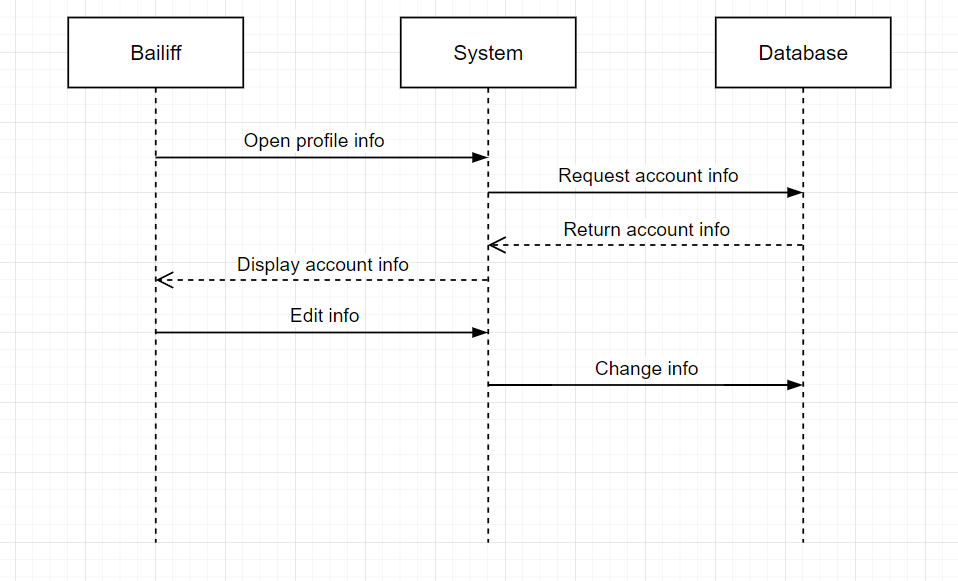 Bailiff
System
Database
Open profile info
Request account info
Return account info
Display account info
Edit info
Change info